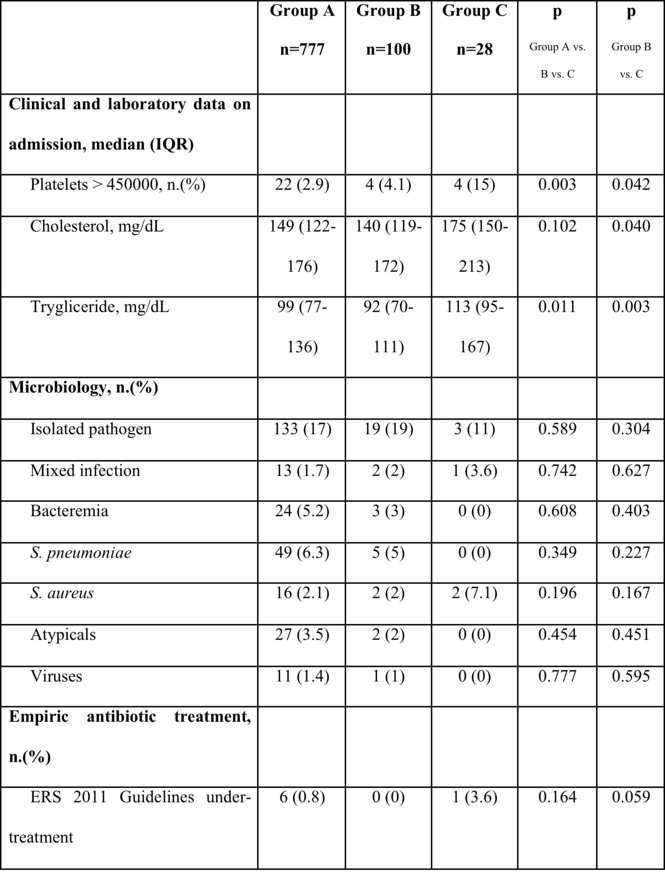 Group A Group B Group C p p
n=777 n=100 n=28 Group A vs. Group B
B vs. C vs. C
Clinical and laboratory data on
admission, median (IQR)
Platelets > 450000, n.(%) 22 (2.9) 4 (4.1) 4 (15) 0.003 0.042
Cholesterol, mg/dL 149 (122- 140 (119- 175 (150- 0.102 0.040
176) 172) 213)
Trygliceride, mg/dL 99 (77- 92 (70- 113 (95- 0.011 0.003
136) 111) 167)
Microbiology, n.(%)
Isolated pathogen 133 (17) 19 (19) 3 (11) 0.589 0.304
Mixed infection 13 (1.7) 2 (2) 1 (3.6) 0.742 0.627
Bacteremia 24 (5.2) 3 (3) 0 (0) 0.608 0.403
S. pneumoniae 49 (6.3) 5 (5) 0 (0) 0.349 0.227
S. aureus 16 (2.1) 2 (2) 2 (7.1) 0.196 0.167
Atypicals 27 (3.5) 2 (2) 0 (0) 0.454 0.451
Viruses 11 (1.4) 1 (1) 0 (0) 0.777 0.595
Empiric antibiotic treatment,
n.(%)
ERS 2011 Guidelines under- 6 (0.8) 0 (0) 1 (3.6) 0.164 0.059
treatment